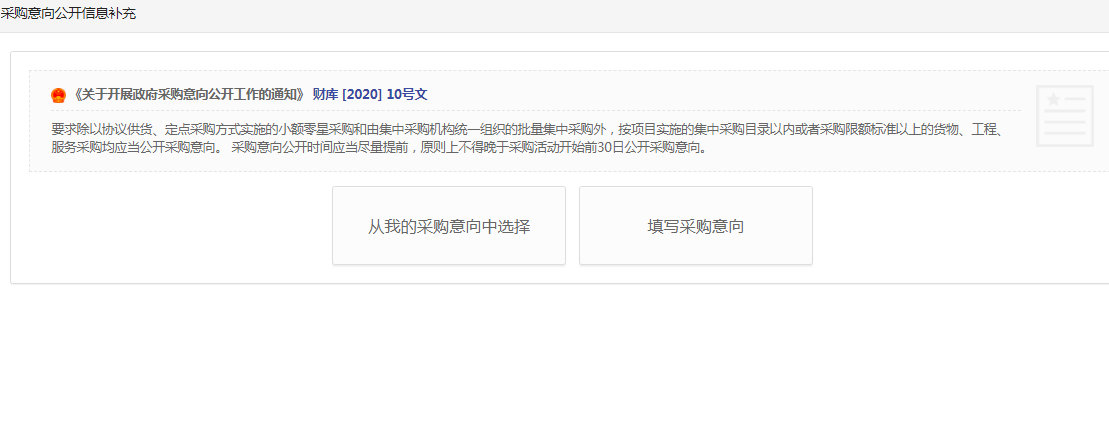 采购意向公开信息补充
《关于开展政府采购意向公开工作的通知》 财库 [2020] 10号文
要求除以协议供货、定点采购方式实施的小额零星采购和由集中采购机构统一组织的批量集中采购外，按项目实施的集中采购目录以内或者采购限额标准以上的货物、工程、
服务采购均应当公开采购意向。 采购意向公开时间应当尽量提前，原则上不得晚于采购活动开始前30日公开采购意向。
从我的采购意向中选择
填写采购意向